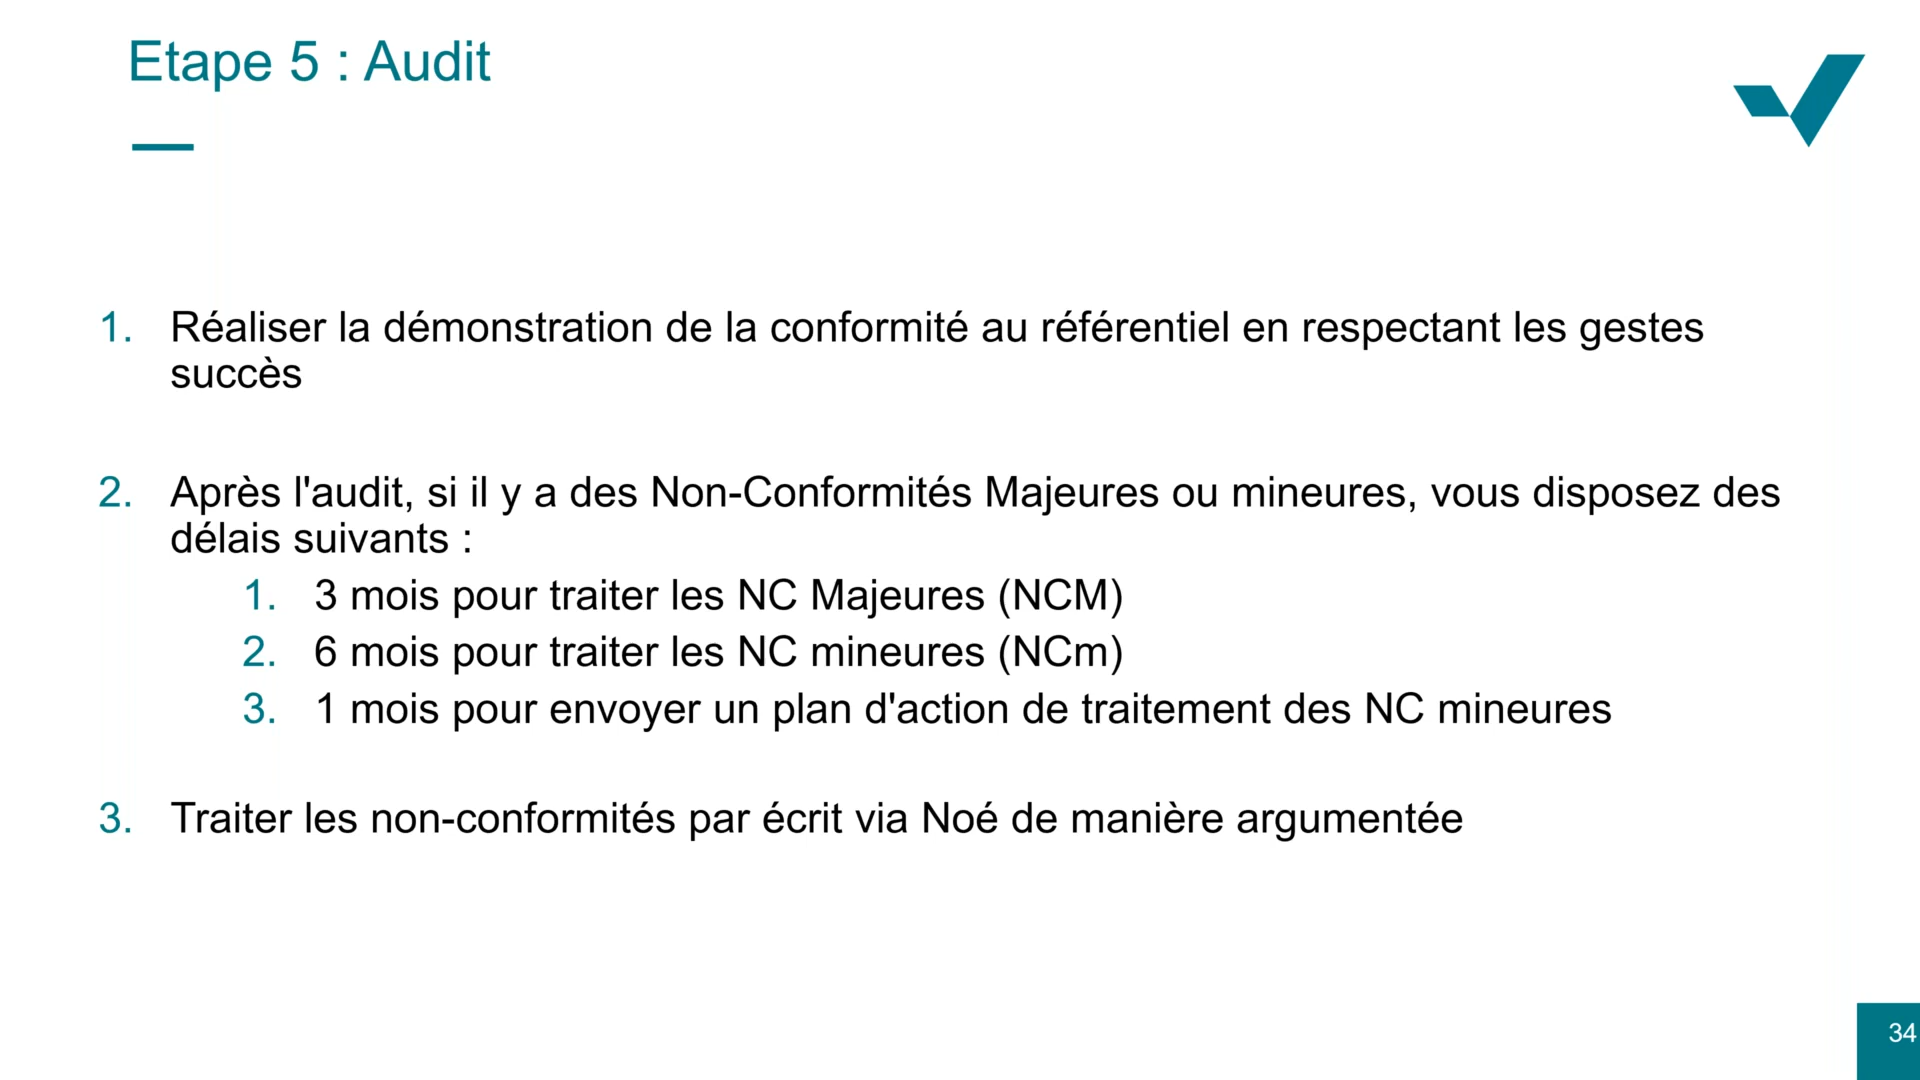 Etape 5 : Audit
1. Réaliser la démonstration de la conformité au référentiel en respectant les gestes
succès
2. Après l'audit, si il y a des Non-Conformités Majeures ou mineures, vous disposez des
délais suivants :
1. 3 mois pour traiter les NC Majeures (NCM)
2. 6 mois pour traiter les NC mineures (NCm)
3. 1 mois pour envoyer un plan d'action de traitement des NC mineures
3. Traiter les non-conformités par écrit via Noé de manière argumentée
34